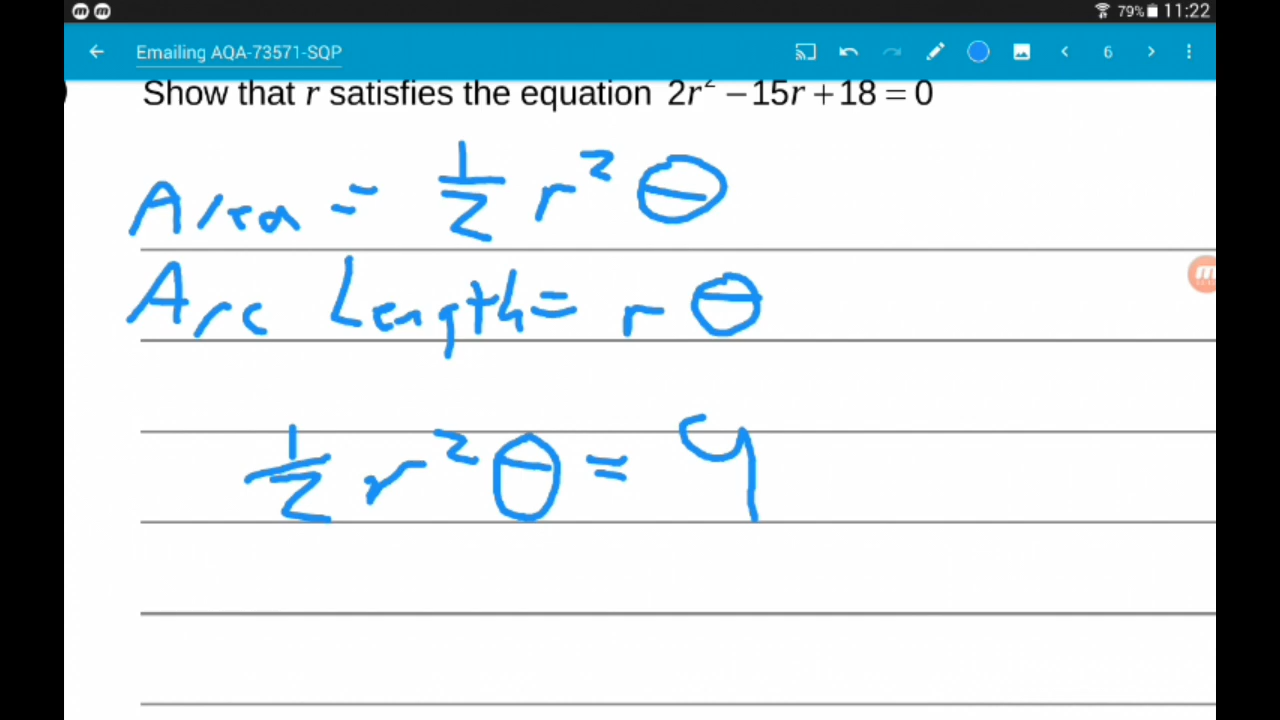 79% 11:22
Emailing AQA-73571-SQP 6
Show that r satisfies the equation 2r² − 15r + 18 = 0
Area = ½ r² θ
Arc Length = r θ
½ r² θ = 9